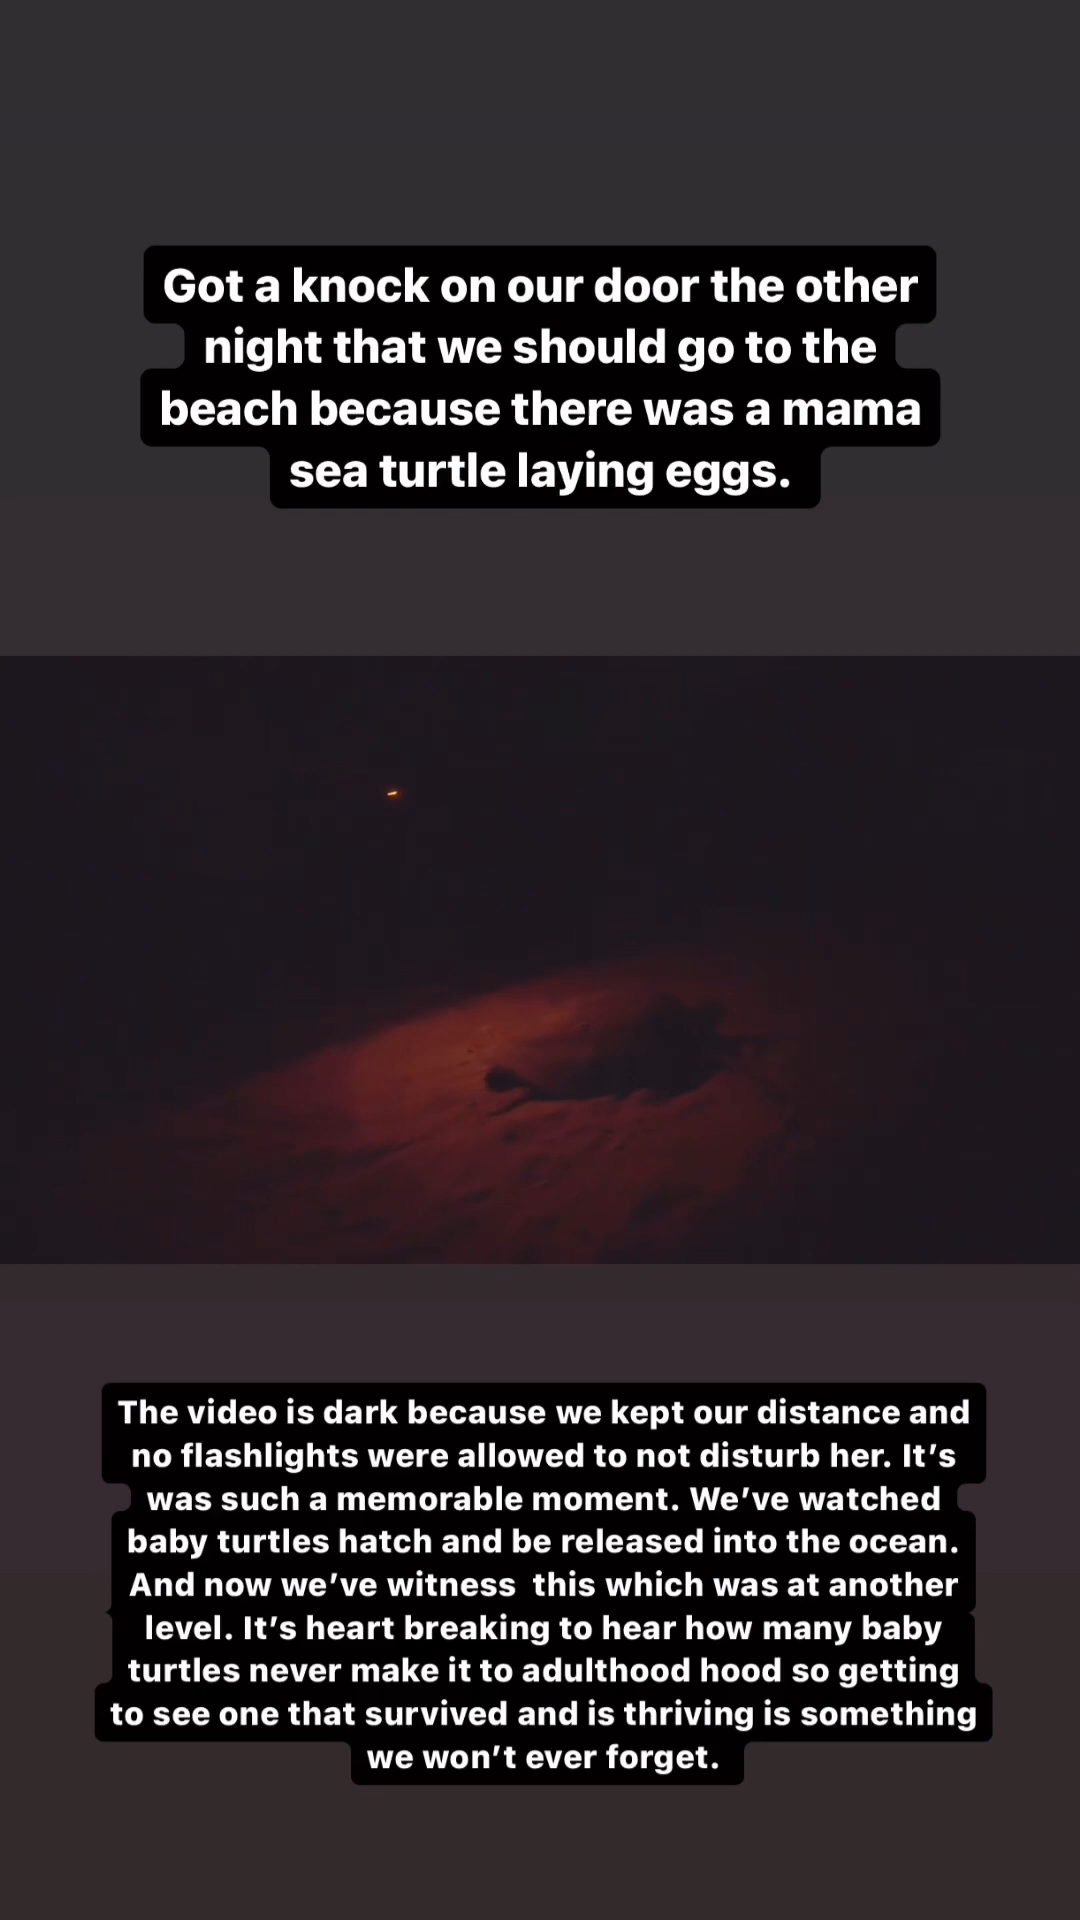 Got a knock on our door the other
night that we should go to the
beach because there was a mama
sea turtle laying eggs.
The video is dark because we kept our distance and
no flashlights were allowed to not disturb her. It’s
was such a memorable moment. We’ve watched
baby turtles hatch and be released into the ocean.
And now we’ve witness  this which was at another
level. It’s heart breaking to hear how many baby
turtles never make it to adulthood hood so getting
to see one that survived and is thriving is something
we won’t ever forget.